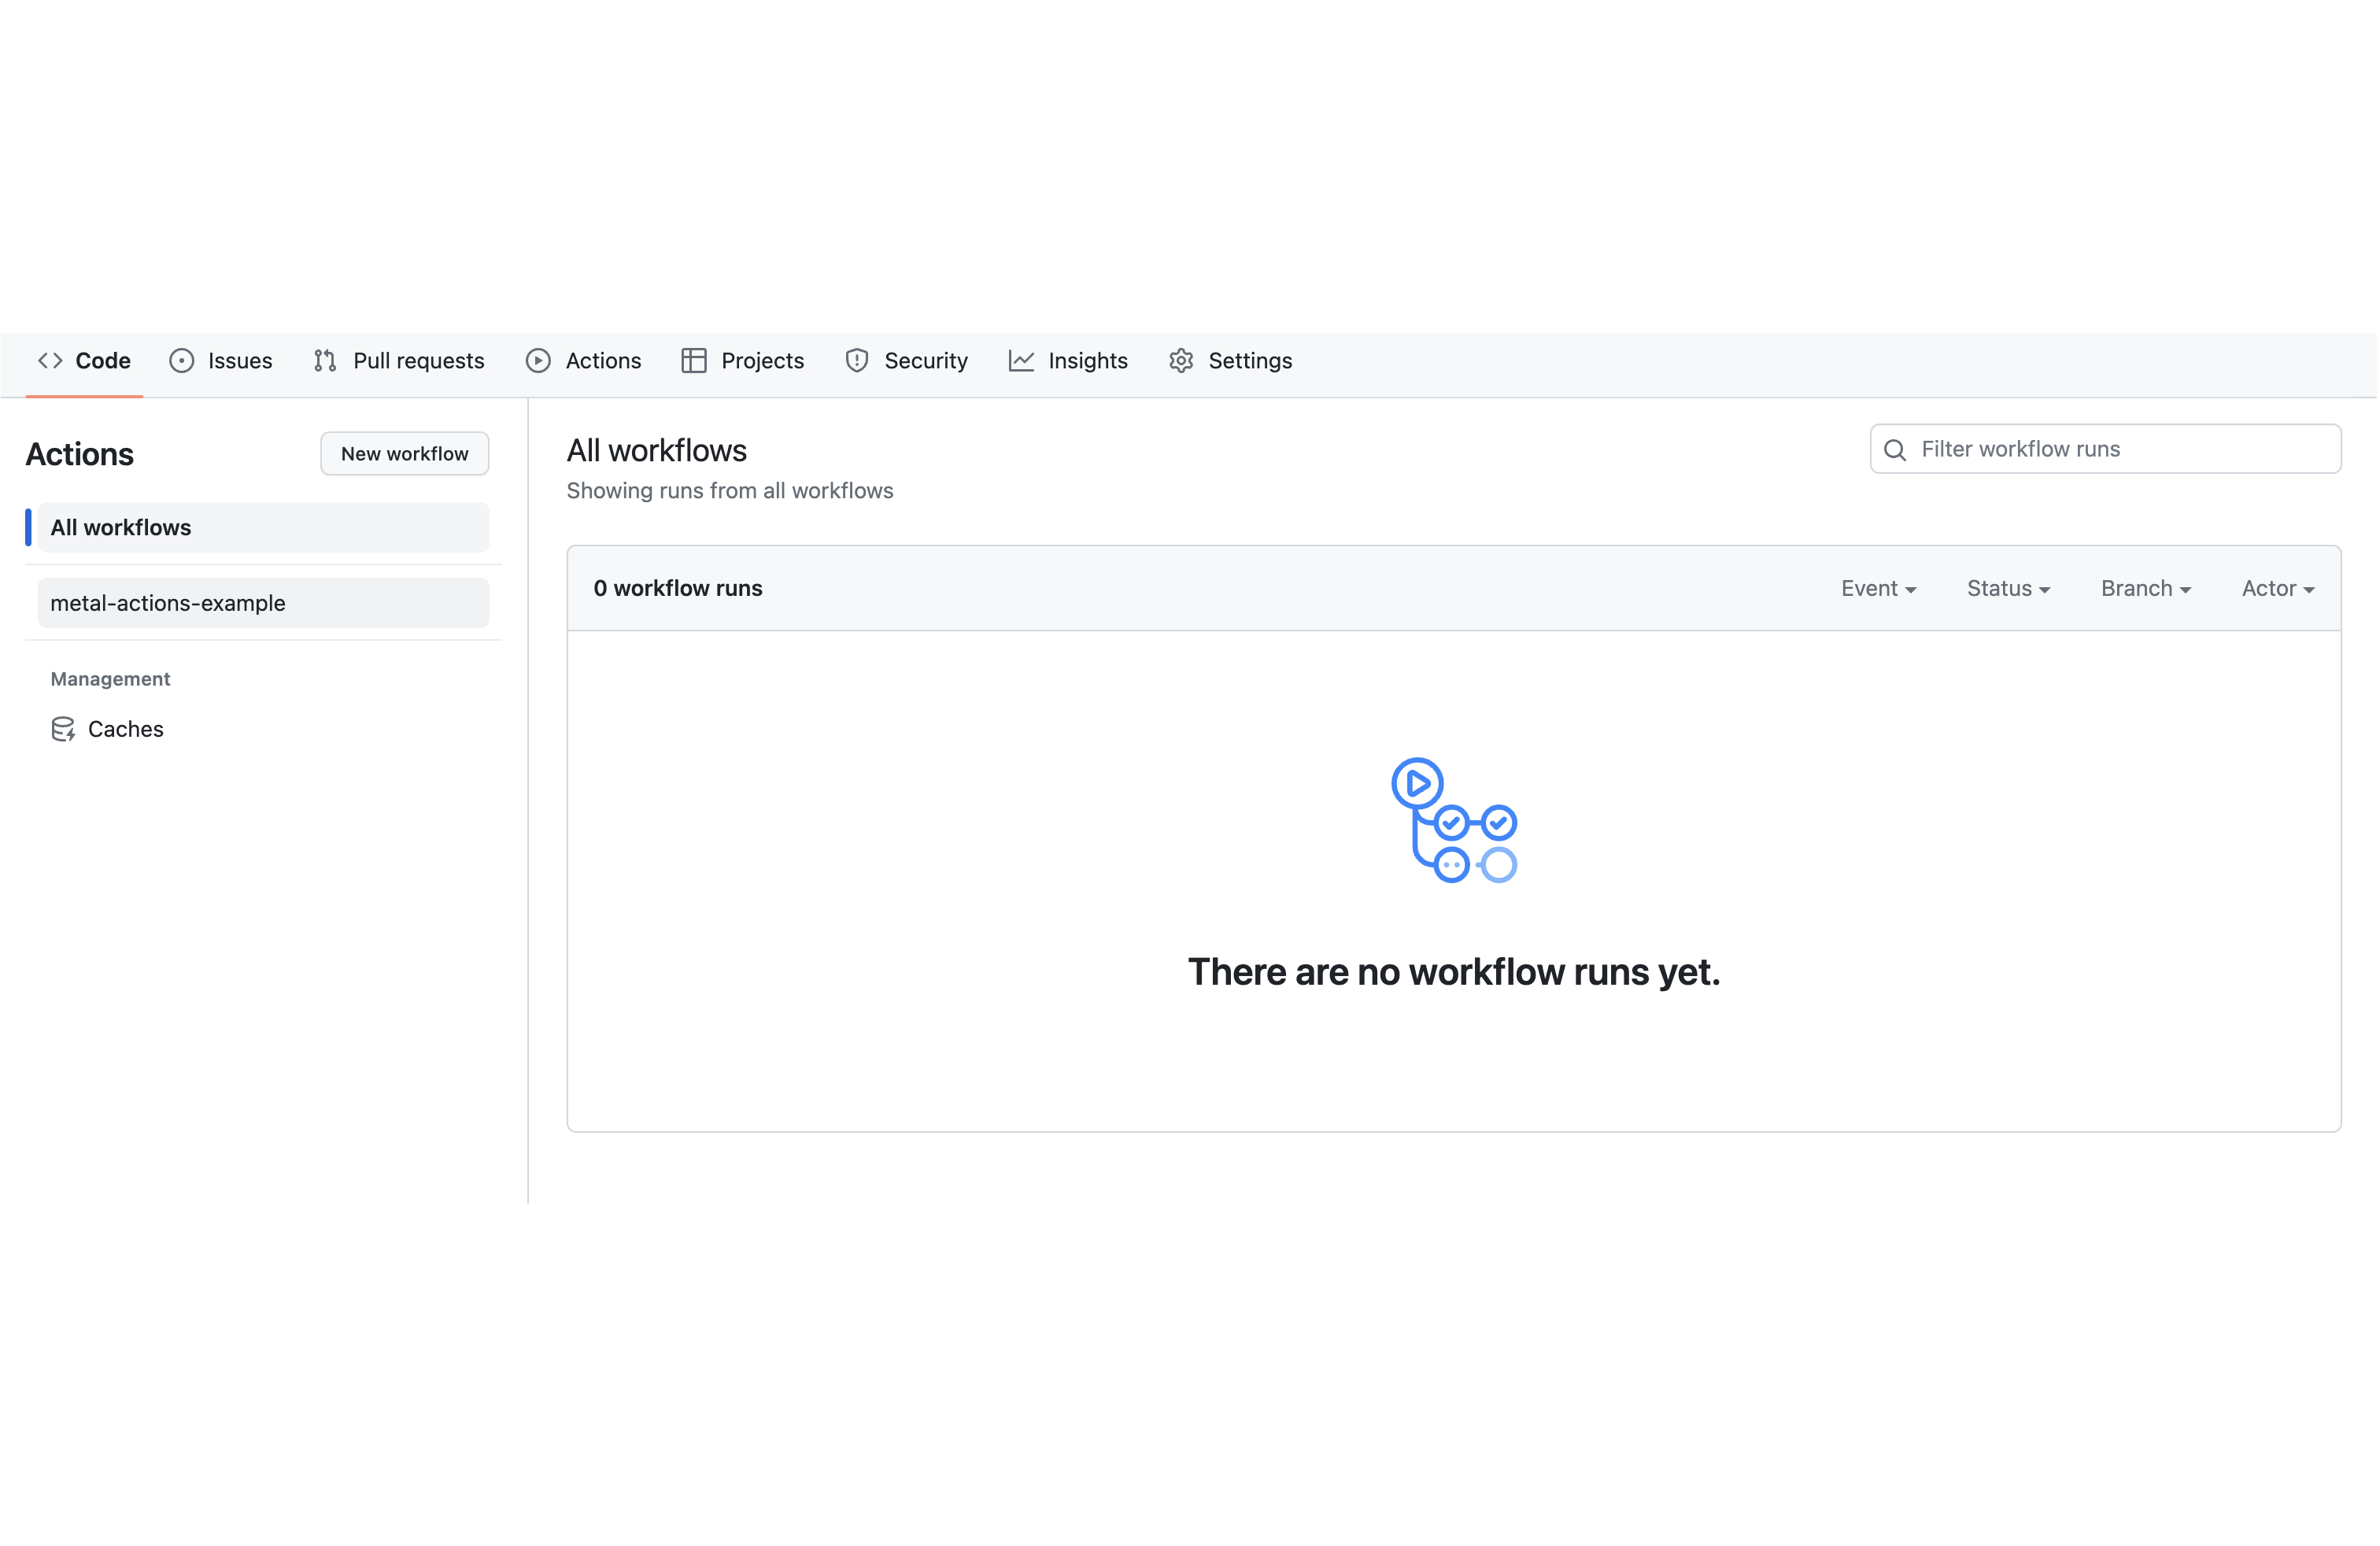 Code Issues Pull requests Actions Projects Security Insights Settings
Actions
New workflow
All workflows
metal-actions-example
Management
Caches
All workflows
Showing runs from all workflows
Filter workflow runs
0 workflow runs
Event Status Branch Actor
There are no workflow runs yet.